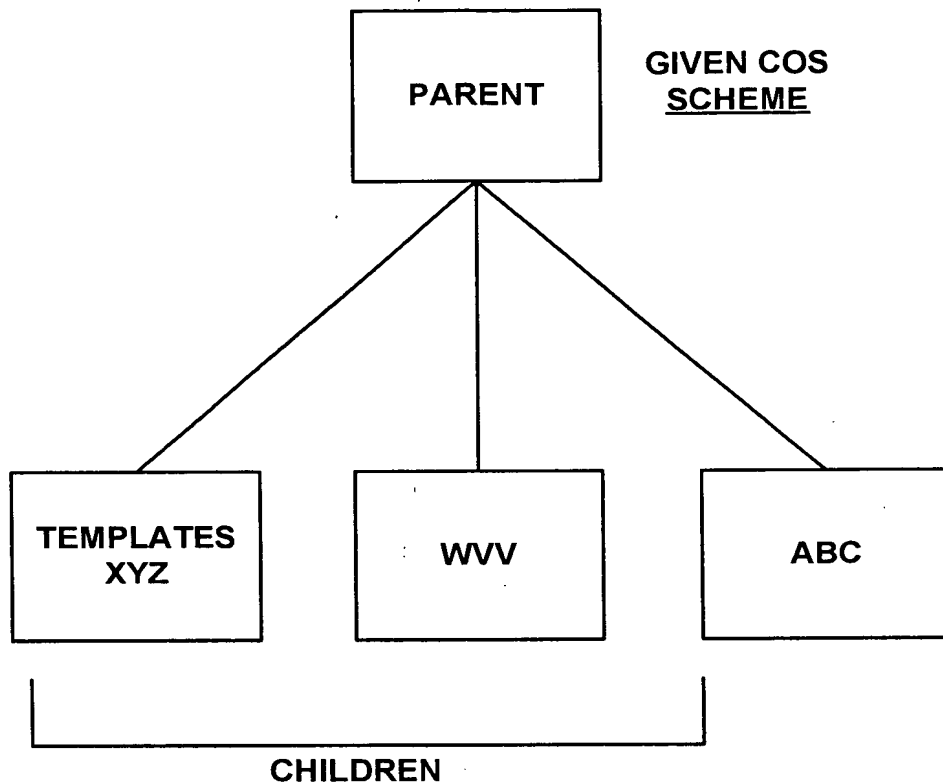 PARENT
GIVEN COS
SCHEME
TEMPLATES
XYZ
WVV
ABC
CHILDREN